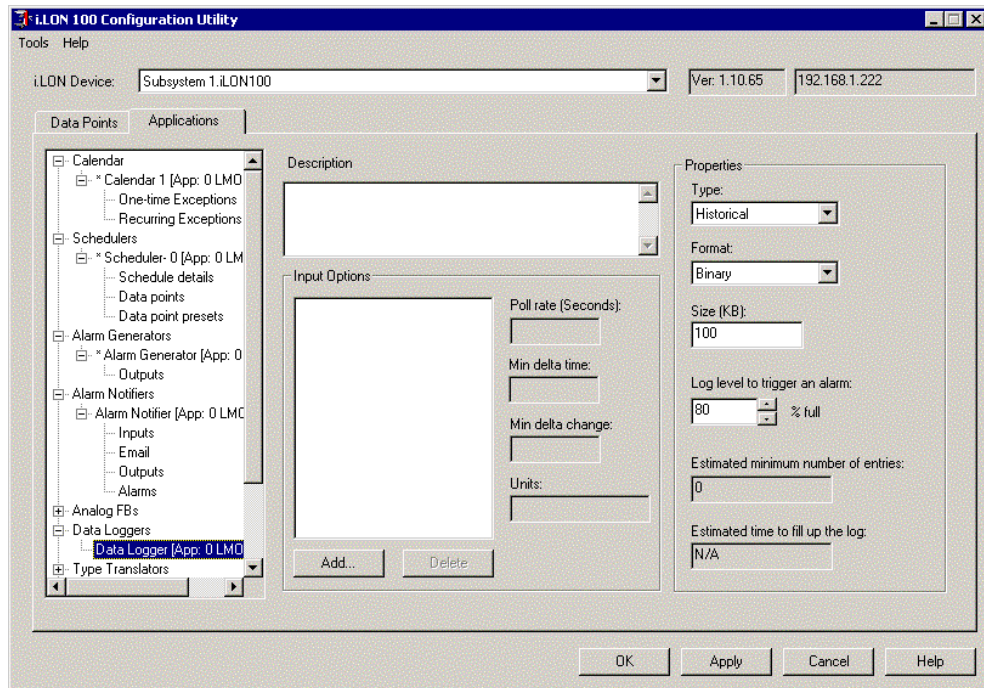 i.LON 100 Configuration Utility
Tools Help
i.LON Device: Subsystem 1.iLON100 Ver: 1.10.65 192.168.1.222
Data Points Applications
Calendar
* Calendar 1 [App: 0 LMO
One-time Exceptions
Recurring Exceptions
Schedulers
* Scheduler- 0 [App: 0 LM
Schedule details
Data points
Data point presets
Alarm Generators
* Alarm Generator [App: 0
Outputs
Alarm Notifiers
Alarm Notifier [App: 0 LMO
Inputs
Email
Outputs
Alarms
Analog FBs
Data Loggers
Data Logger [App: 0 LMO
Type Translators
Description
Input Options
Poll rate (Seconds):
Min delta time:
Min delta change:
Units:
Add... Delete
Properties
Type:
Historical
Format:
Binary
Size (KB):
100
Log level to trigger an alarm:
80 % full
Estimated minimum number of entries:
0
Estimated time to fill up the log:
N/A
OK Apply Cancel Help